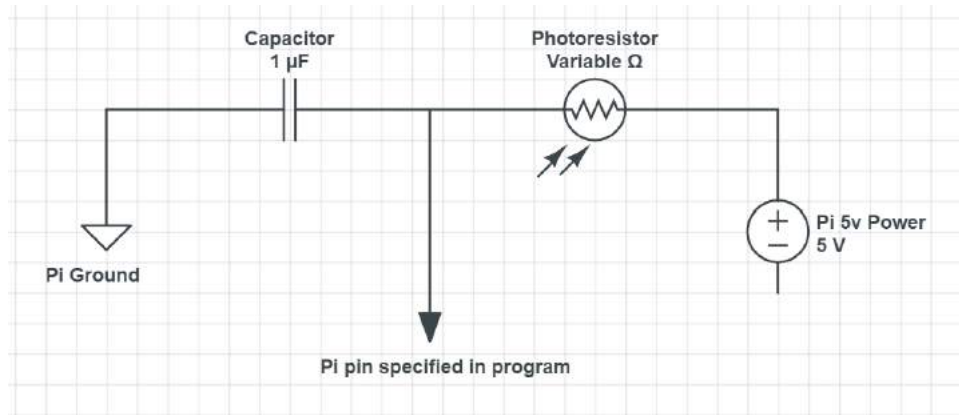 Capacitor
1 µF
Photoresistor
Variable Ω
+
−
Pi 5v Power
5 V
Pi Ground
Pi pin specified in program